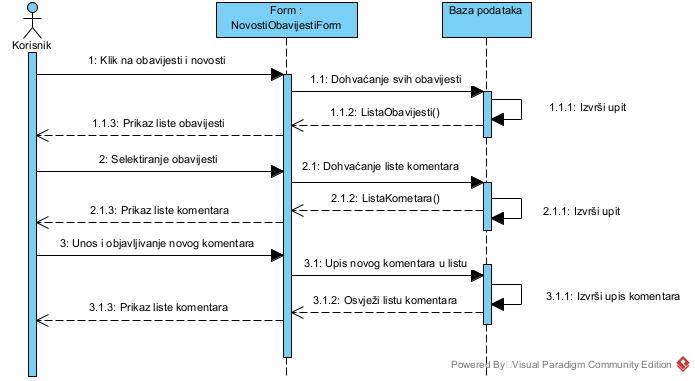 Form :
NovostiObavijestiForm
Baza podataka
Korisnik
1: Klik na obavijesti i novosti
1.1: Dohvaćanje svih obavijesti
1.1.1: Izvrši upit
1.1.2: ListaObavijesti()
1.1.3: Prikaz liste obavijesti
2: Selektiranje obavijesti
2.1: Dohvaćanje liste komentara
2.1.1: Izvrši upit
2.1.2: ListaKometara()
2.1.3: Prikaz liste komentara
3: Unos i objavljivanje novog komentara
3.1: Upis novog komentara u listu
3.1.1: Izvrši upis komentara
3.1.2: Osvježi listu komentara
3.1.3: Prikaz liste komentara
Powered By Visual Paradigm Community Edition